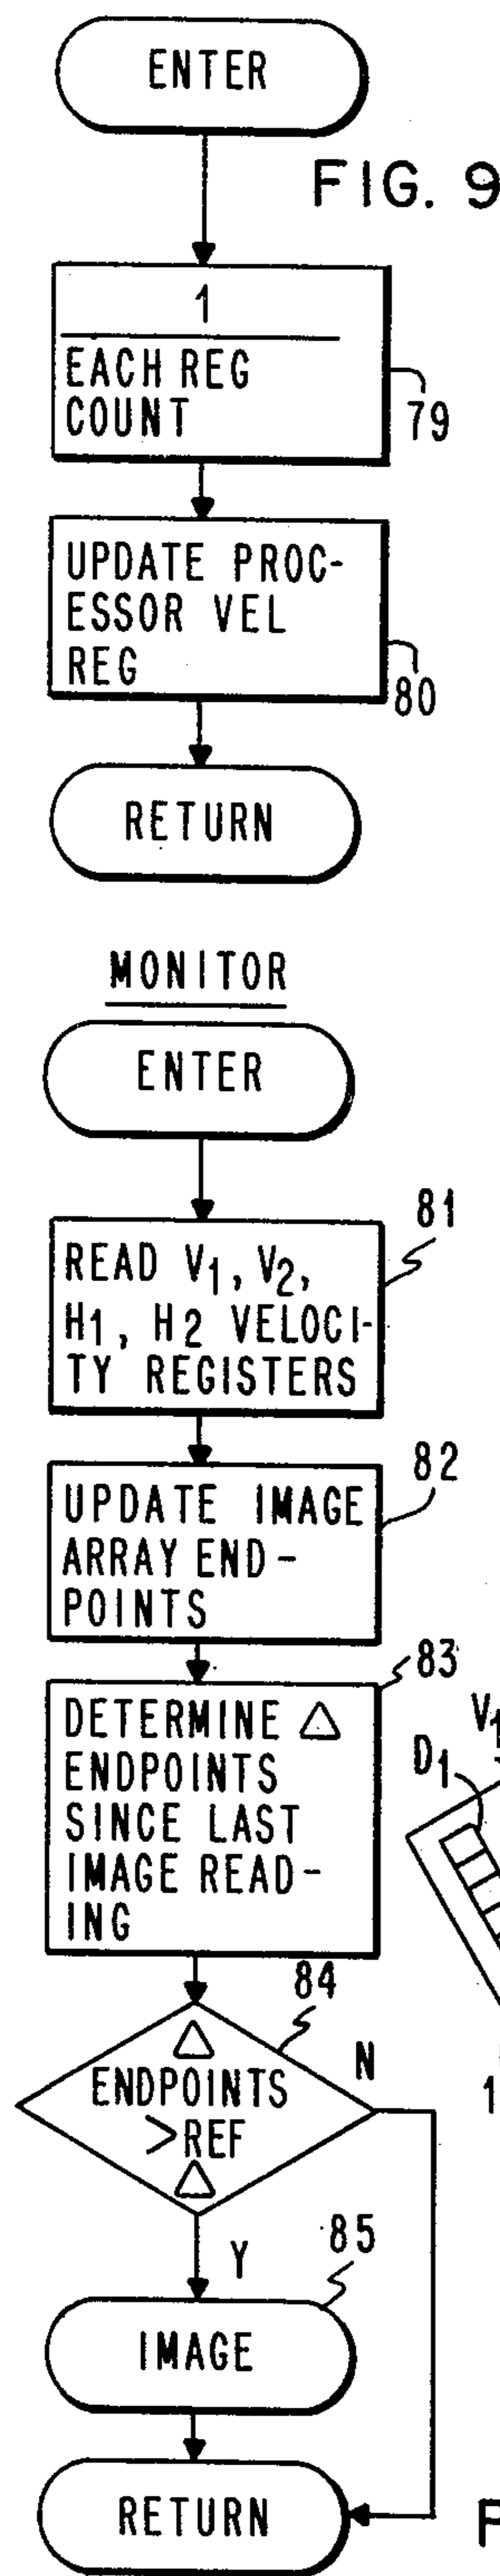 ENTER
FIG. 9
1
EACH REG
COUNT
79
UPDATE PROC-
ESSOR VEL
REG
80
RETURN
MONITOR
ENTER
81
READ V1, V2,
H1, H2 VELOCI-
TY REGISTERS
82
UPDATE IMAGE
ARRAY END-
POINTS
83
DETERMINE △
ENDPOINTS
SINCE LAST
IMAGE READ-
ING
V1
D1
84
△
ENDPOINTS
>REF
△
N
1
Y
85
IMAGE
RETURN